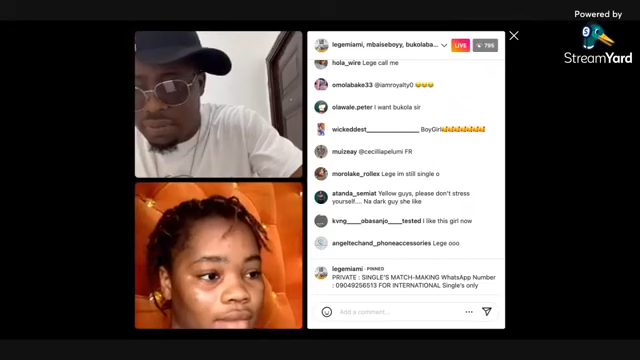 Powered by
StreamYard
legemiami, mbaiseboyy, bukolaba...
LIVE
795
hola_wire Lege call me
omolabake33 @iamroyalty0 😂😂😂
olawale.peter I want bukola sir
muizeay @cecilliapelumi FR
morolake_rollex Lege im still single o
atanda_semiat Yellow guys, please don't stress
yourself.... Na dark guy she like
I like this girl now
angeltechand_phoneaccessories Lege ooo
legemiami · PINNED
PRIVATE : SINGLE'S MATCH-MAKING WhatsApp Number
: 09049256513 FOR INTERNATIONAL Single's only
Add a comment...